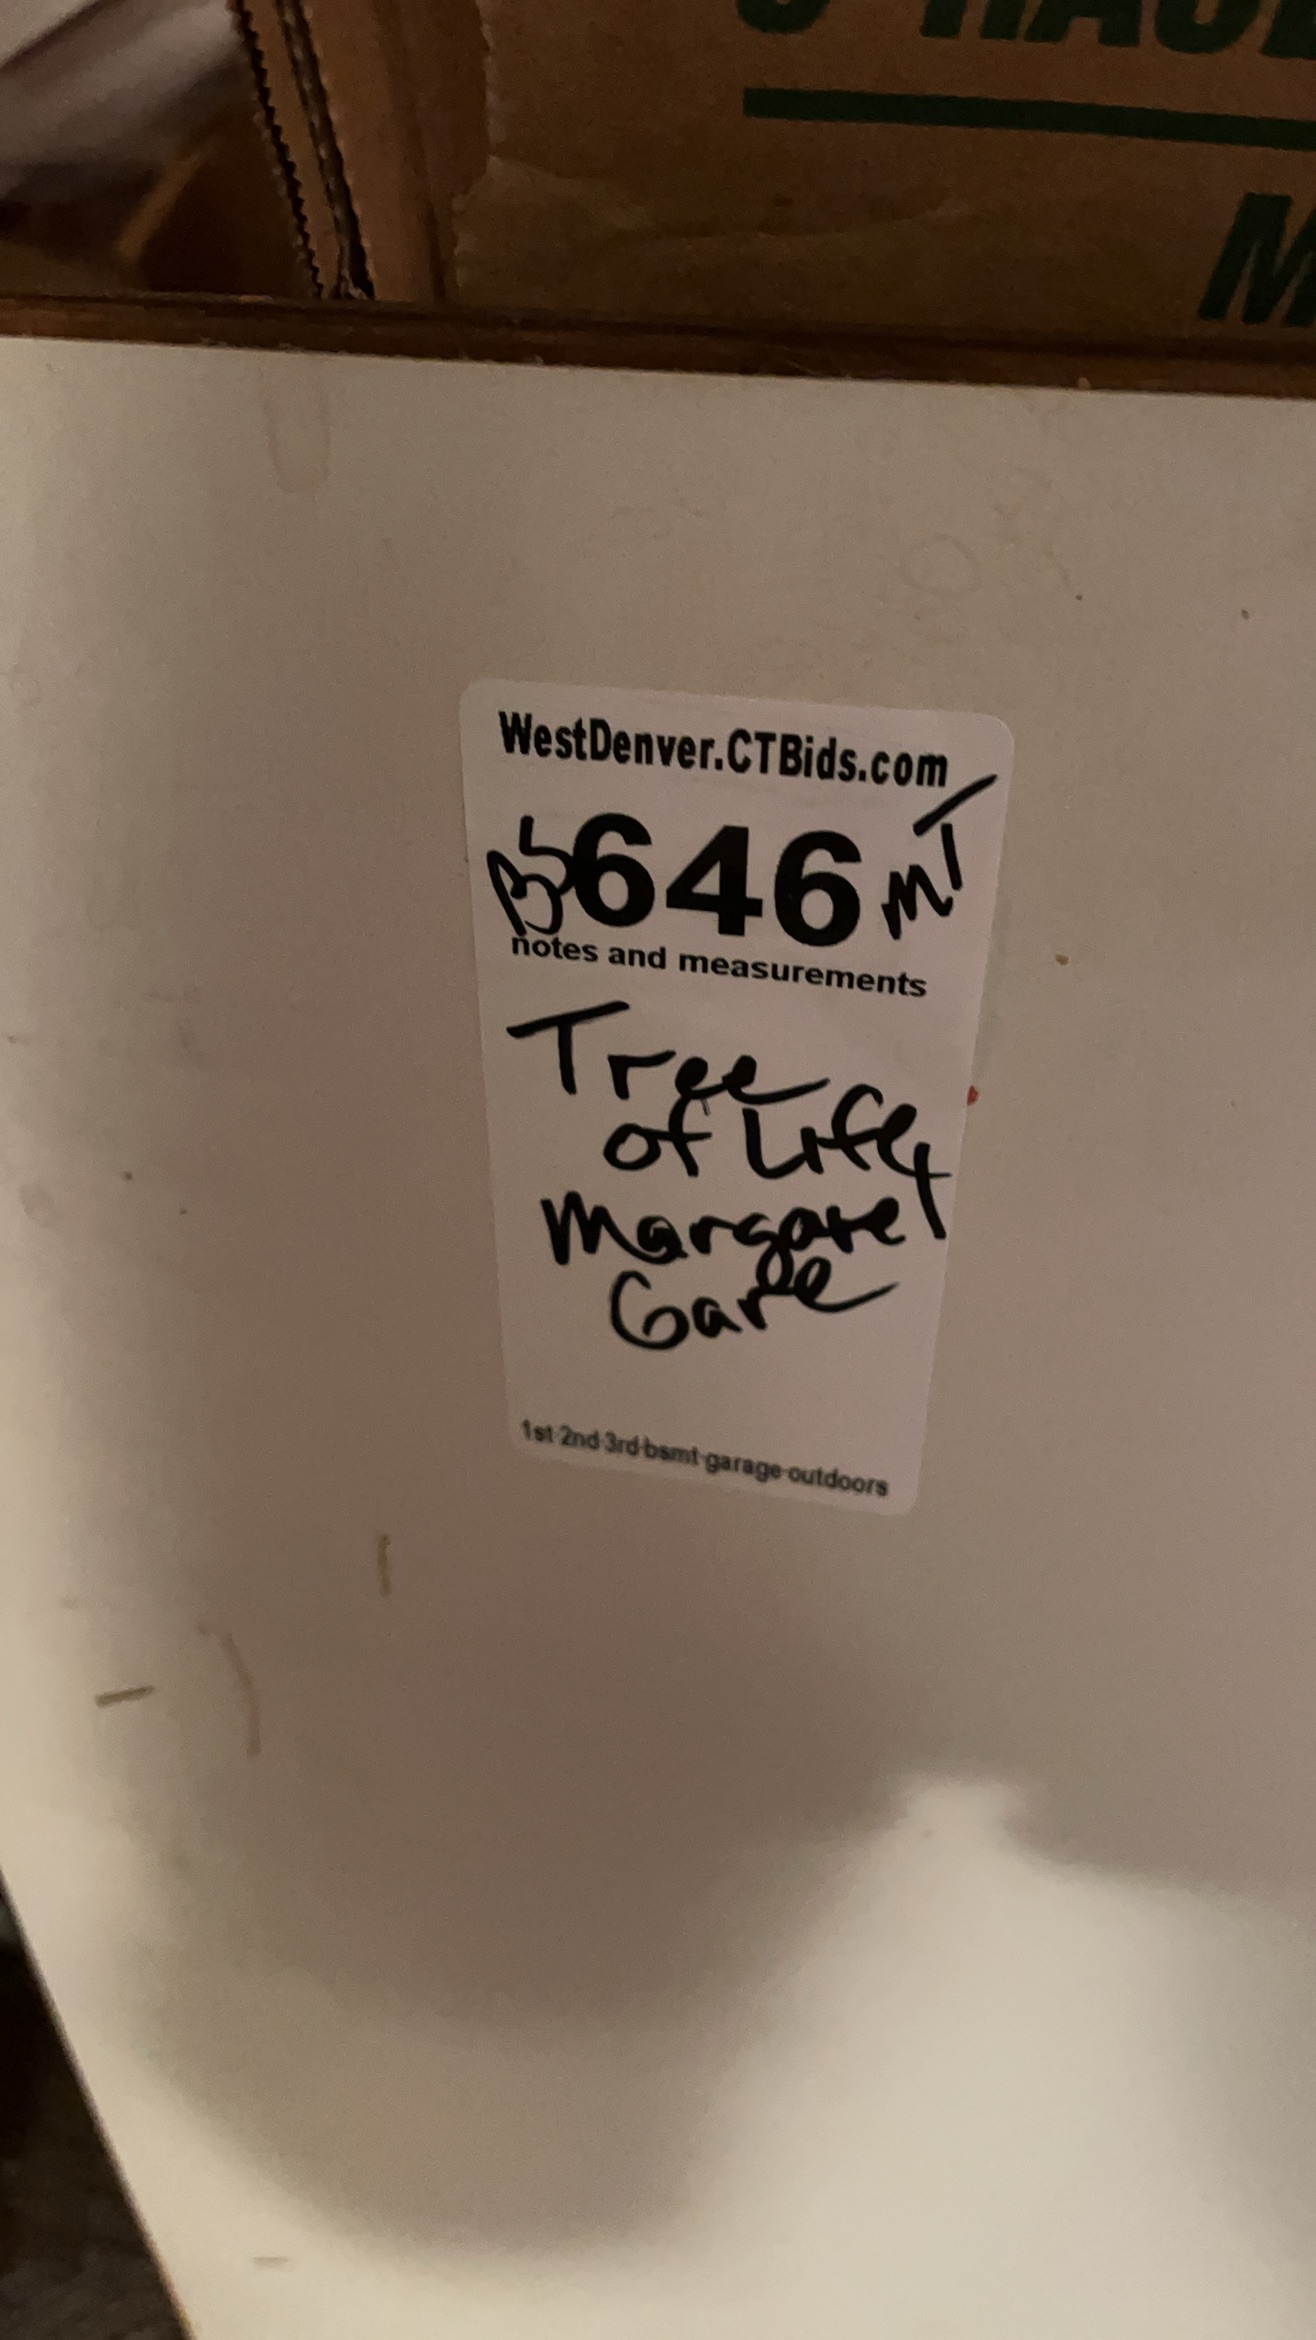 M
WestDenver.CTBids.com
B5 646 MT
notes and measurements
Tree
of Life
Margaret
Gare
1st-2nd-3rd-bsmt-garage-outdoors